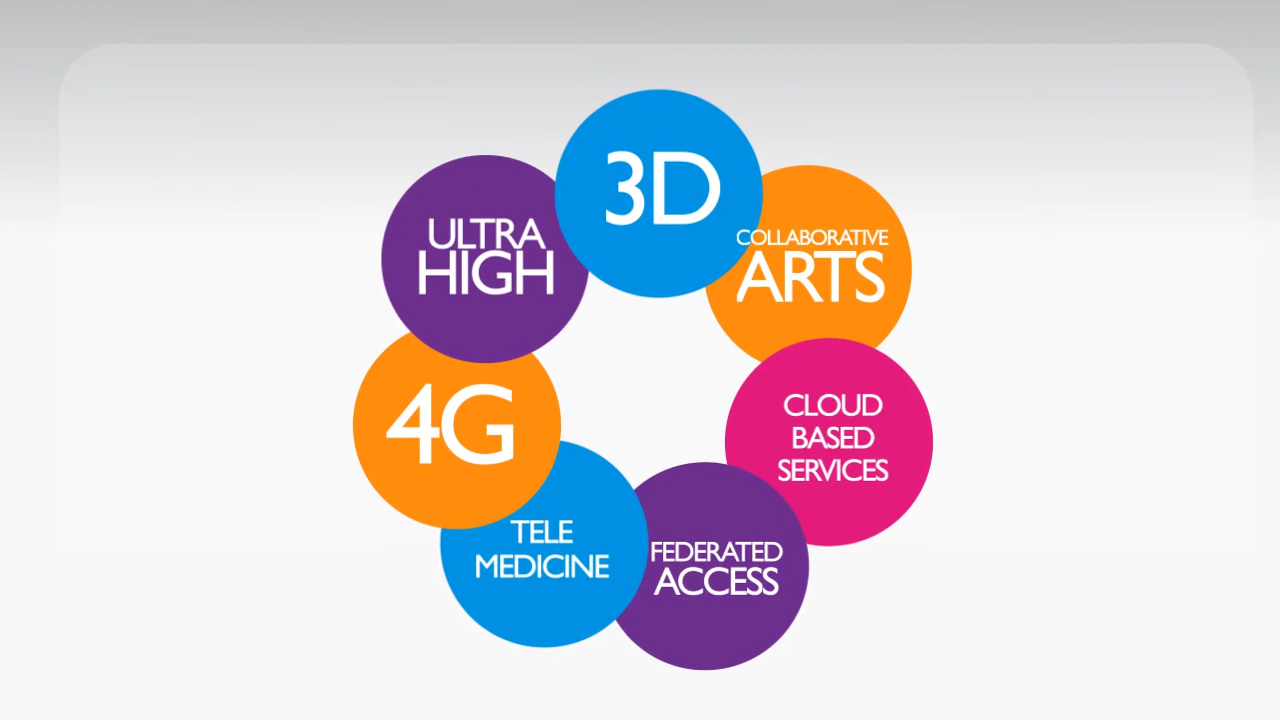 3D
ULTRA
HIGH
COLLABORATIVE
ARTS
4G
CLOUD
BASED
SERVICES
TELE
MEDICINE
FEDERATED
ACCESS